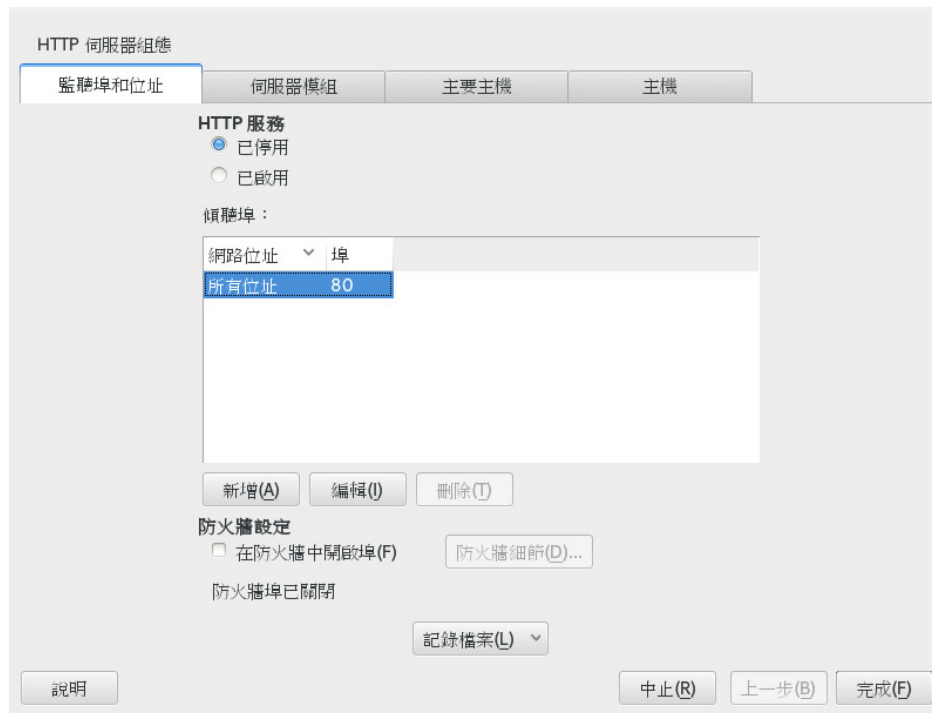 HTTP 伺服器組態
監聽埠和位址 伺服器模組 主要主機 主機
HTTP 服務
已停用
已啟用
傾聽埠：
網路位址 埠
所有位址 80
新增(A) 編輯(I) 刪除(T)
防火牆設定
在防火牆中開啟埠(F) 防火牆細節(D)...
防火牆埠已關閉
記錄檔案(L)
說明 中止(R) 上一步(B) 完成(F)